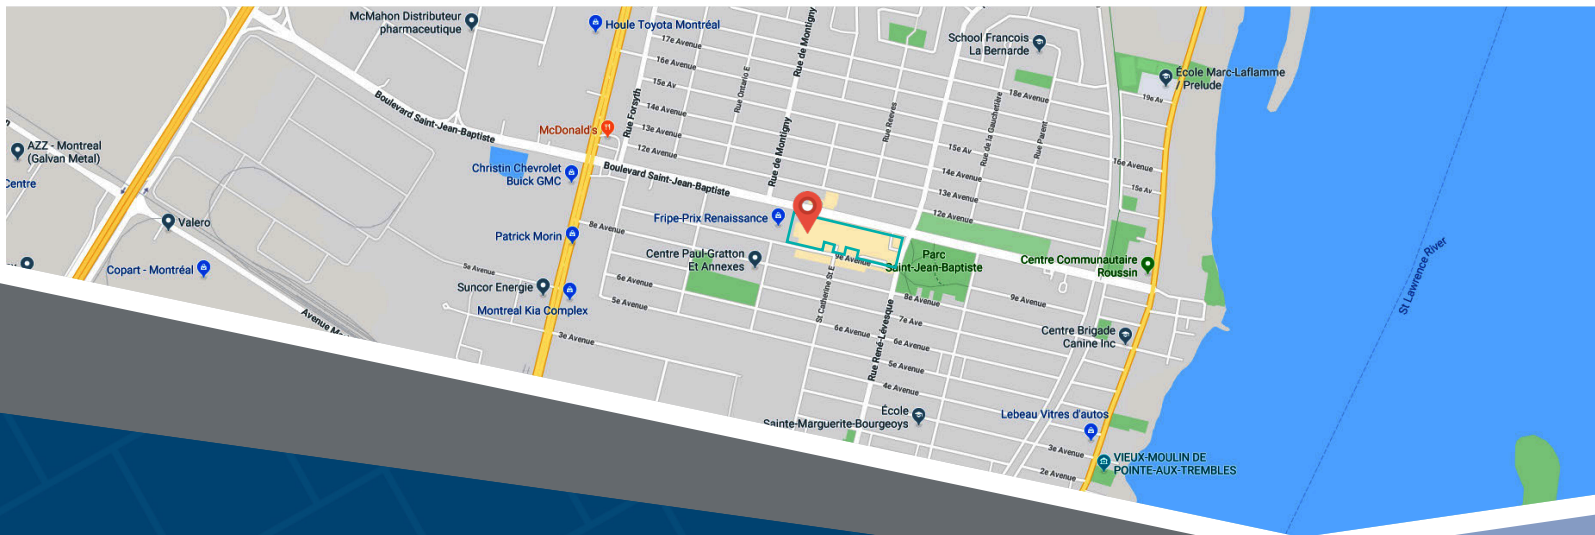 McMahon Distributeur
pharmaceutique
Houle Toyota Montréal
17e Avenue
16e Avenue
15e Av
14e Avenue
13e Avenue
12e Avenue
Rue Ontario E
Rue de Montigny
Rue de Montigny
Rue Forsyth
School Francois
La Bernarde
École Marc-Laflamme
/ Prelude
18e Avenue
19e Av
Rue Reeves
Rue de la Gauchetière
Rue Parent
15e Av
14e Avenue
13e Avenue
12e Avenue
16e Avenue
15e Av
Boulevard Saint-Jean-Baptiste
McDonald's
AZZ - Montreal
(Galvan Metal)
Centre
Christin Chevrolet
Buick GMC
Boulevard Saint-Jean-Baptiste
Valero
Fripe-Prix Renaissance
8e Avenue
Patrick Morin
Centre Paul-Gratton
Et Annexes
9e Avenue
Parc
Saint-Jean-Baptiste
Centre Communautaire
Roussin
Copart - Montréal
5e Avenue
Suncor Energie
Montreal Kia Complex
6e Avenue
5e Avenue
3e Avenue
St Catherine St E
Rue René-Lévesque
8e Avenue
9e Avenue
7e Ave
6e Avenue
6e Avenue
5e Avenue
4e Avenue
Centre Brigade
Canine Inc
St Lawrence River
École
Sainte-Marguerite-Bourgeoys
Lebeau Vitres d'autos
3e Avenue
2e Avenue
VIEUX-MOULIN DE
POINTE-AUX-TREMBLES